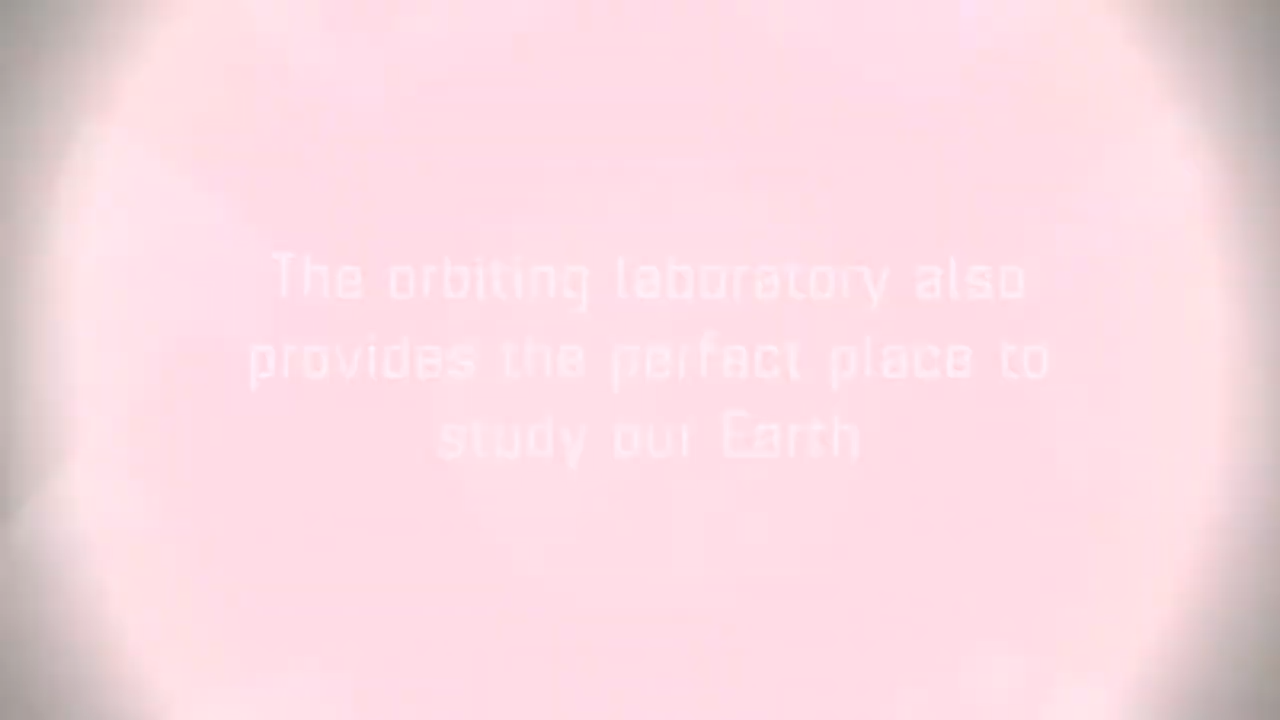 The orbiting laboratory also
provides the perfect place to
study our Earth